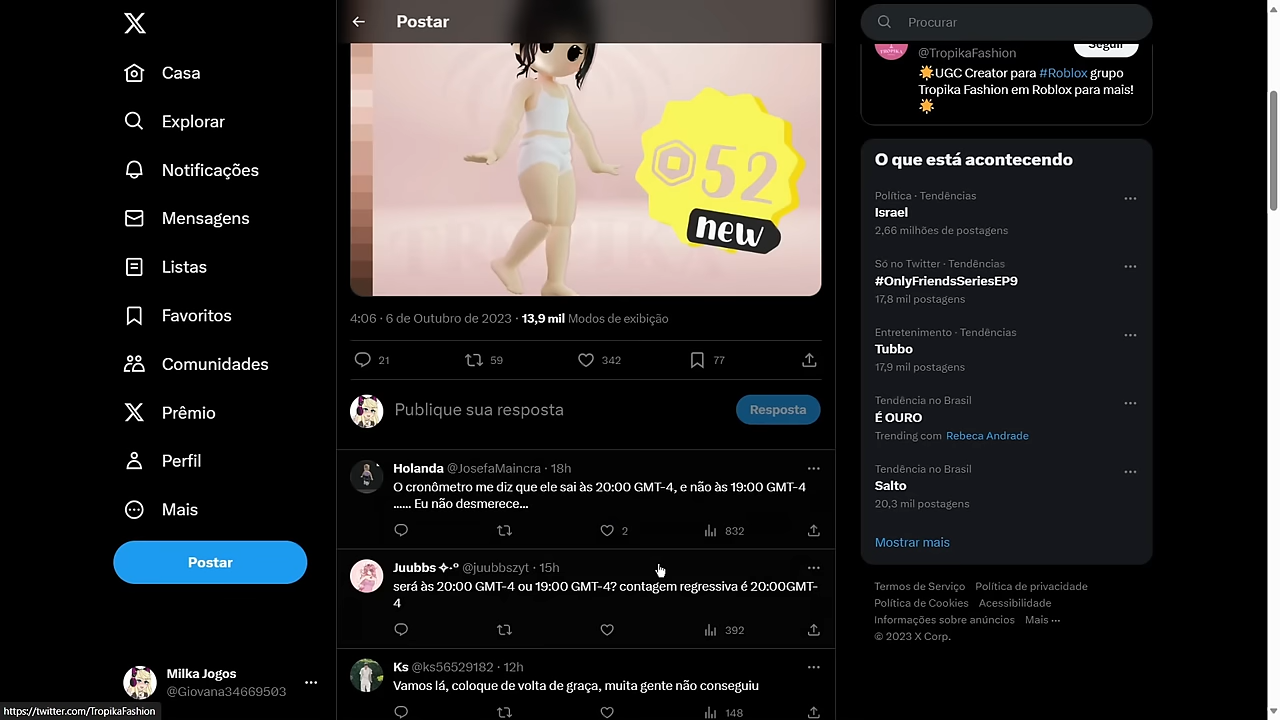 Postar
Procurar
Casa
Explorar
Notificações
Mensagens
Listas
Favoritos
Comunidades
Prêmio
Perfil
Mais
Postar
Milka Jogos
@Giovana34669503
https://twitter.com/TropikaFashion
52
new
4:06 · 6 de Outubro de 2023 · 13,9 mil Modos de exibição
21 59 342 77
Publique sua resposta
Resposta
Holanda @JosefaMaincra · 18h
O cronômetro me diz que ele sai às 20:00 GMT-4, e não às 19:00 GMT-4
...... Eu não desmerece...
2 832
Juubbs ✧·° @juubbszyt · 15h
será às 20:00 GMT-4 ou 19:00 GMT-4? contagem regressiva é 20:00GMT-
4
392
Ks @ks56529182 · 12h
Vamos lá, coloque de volta de graça, muita gente não conseguiu
148
@TropikaFashion
Seguir
🌟UGC Creator para #Roblox grupo
Tropika Fashion em Roblox para mais!
🌟
O que está acontecendo
Política · Tendências
Israel
2,66 milhões de postagens
Só no Twitter · Tendências
#OnlyFriendsSeriesEP9
17,8 mil postagens
Entretenimento · Tendências
Tubbo
17,9 mil postagens
Tendência no Brasil
É OURO
Trending com Rebeca Andrade
Tendência no Brasil
Salto
20,3 mil postagens
Mostrar mais
Termos de Serviço Política de privacidade
Política de Cookies Acessibilidade
Informações sobre anúncios Mais ···
© 2023 X Corp.